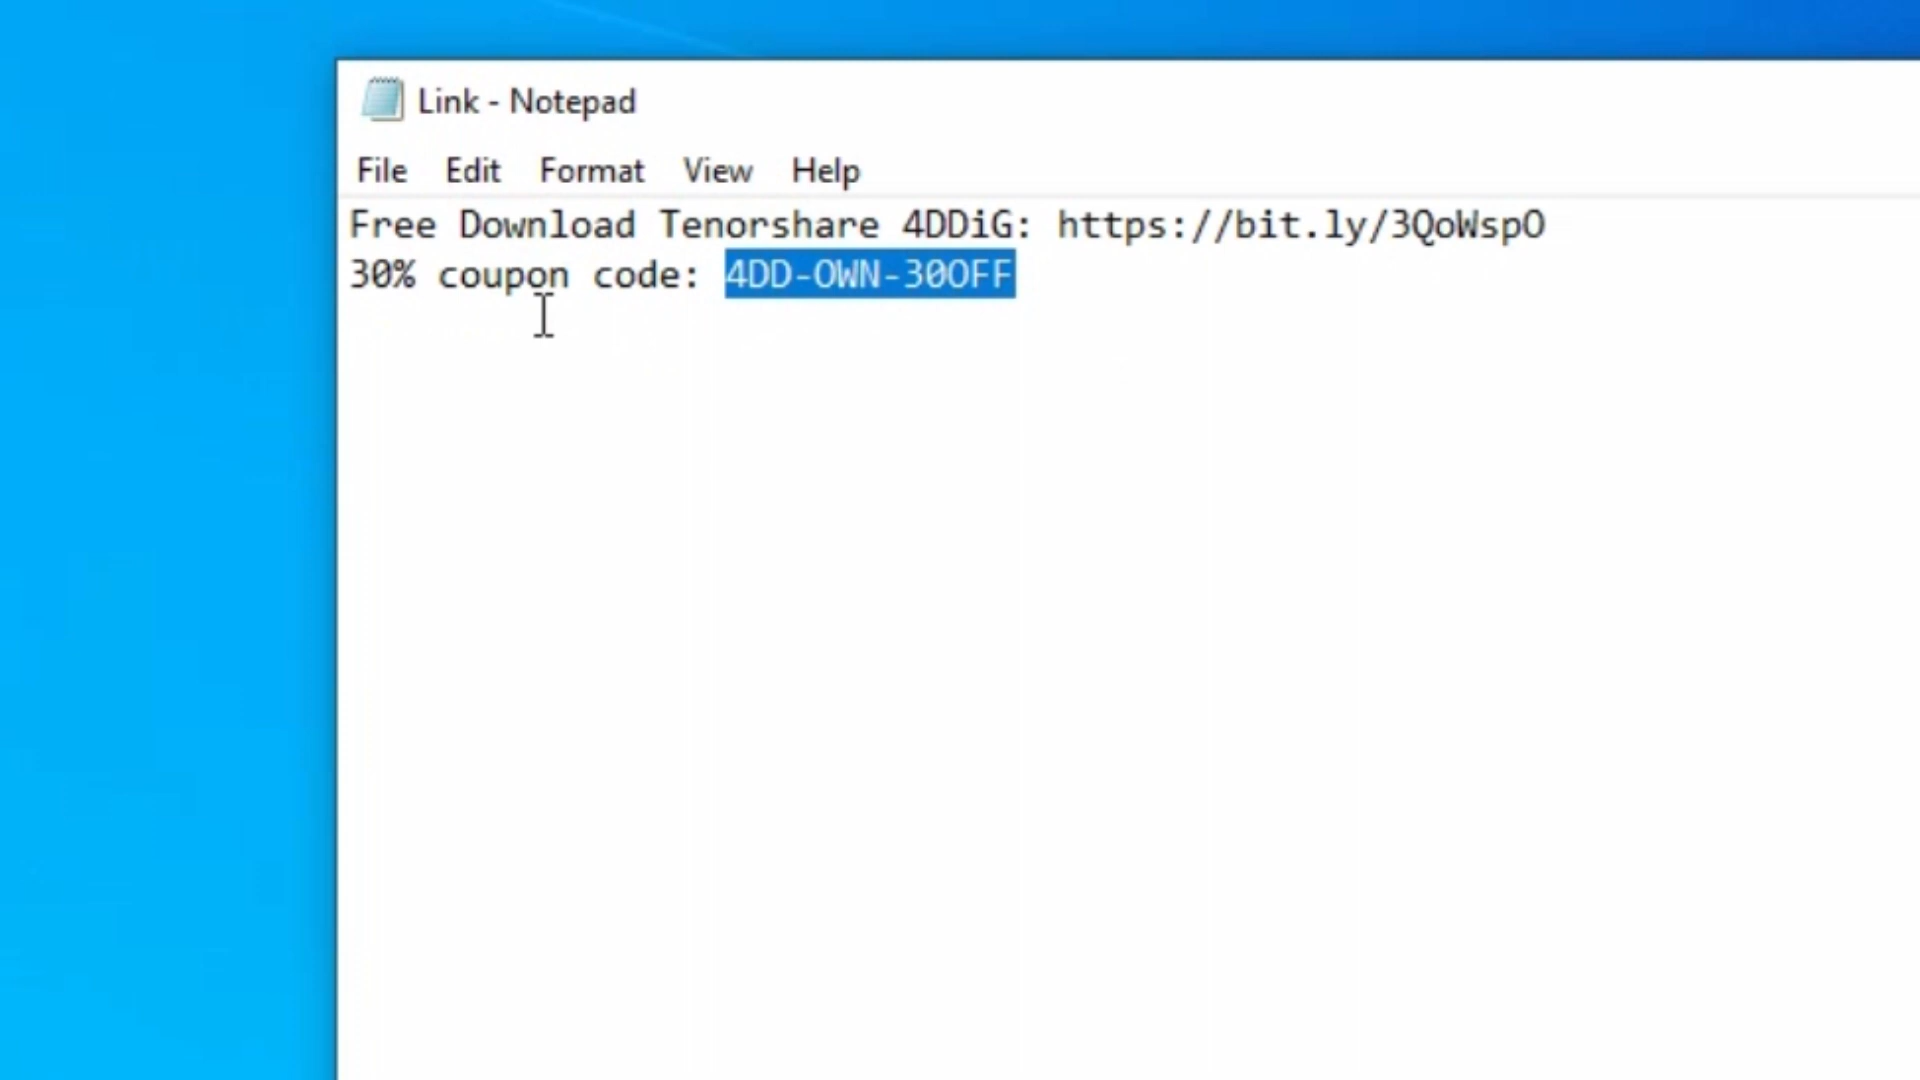 Link - Notepad
File Edit Format View Help
Free Download Tenorshare 4DDiG: https://bit.ly/3QoWspO
30% coupon code: 4DD-OWN-30OFF